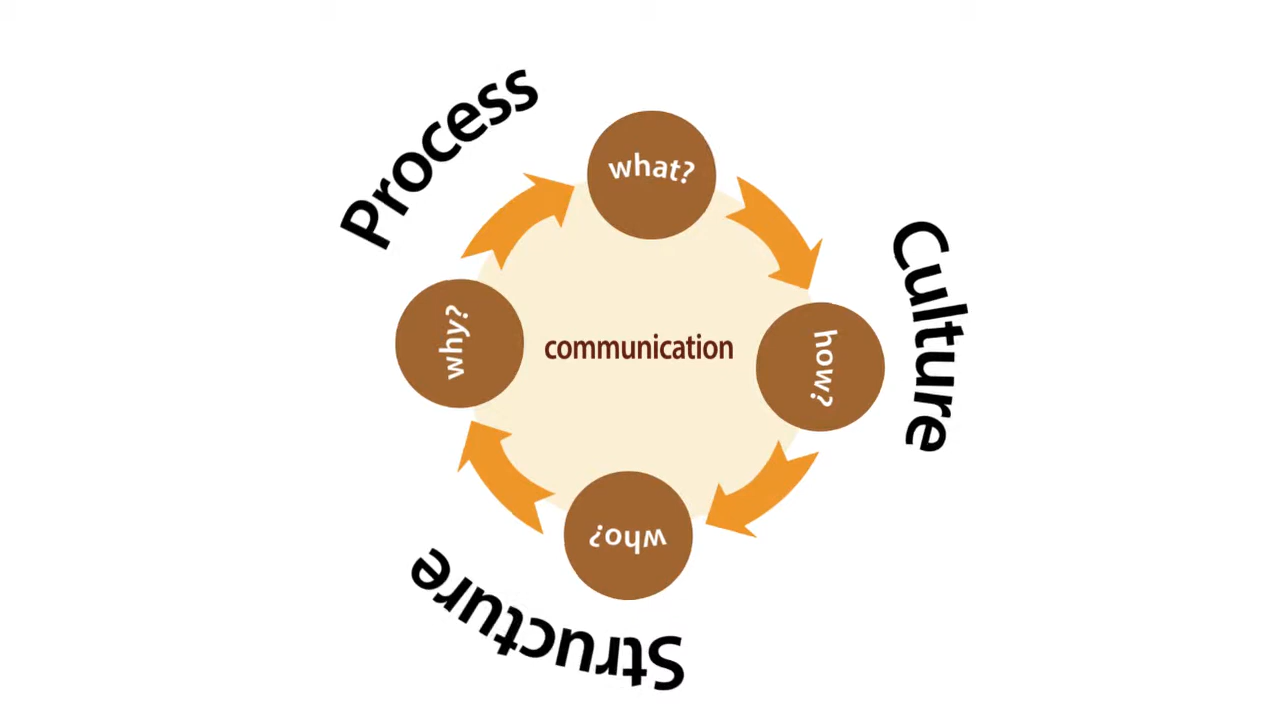 Process
what?
Culture
how?
communication
why?
who?
Structure